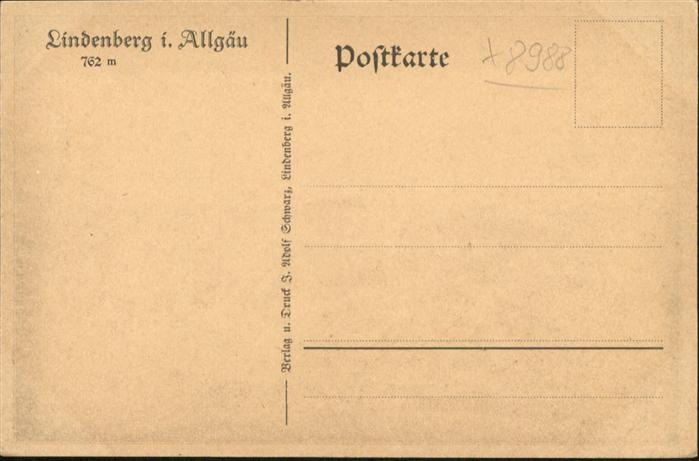 Lindenberg i. Allgäu
762 m
Verlag u. Druck J. Adolf Schwarz, Lindenberg i. Allgäu.
Postkarte
+8988